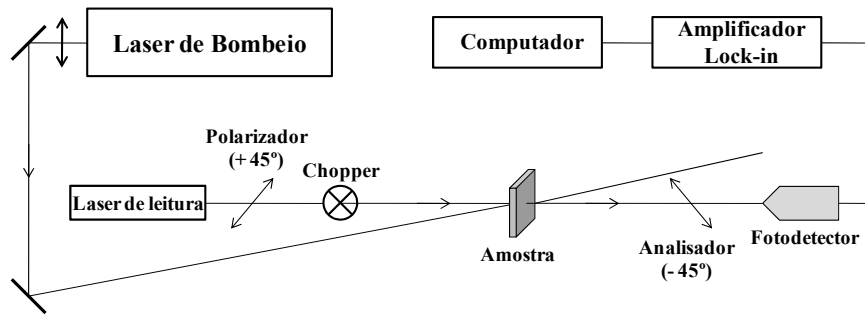 Laser de Bombeio
Computador
Amplificador
Lock-in
Polarizador
(+ 45º)
Chopper
Laser de leitura
Amostra
Analisador
(- 45º)
Fotodetector